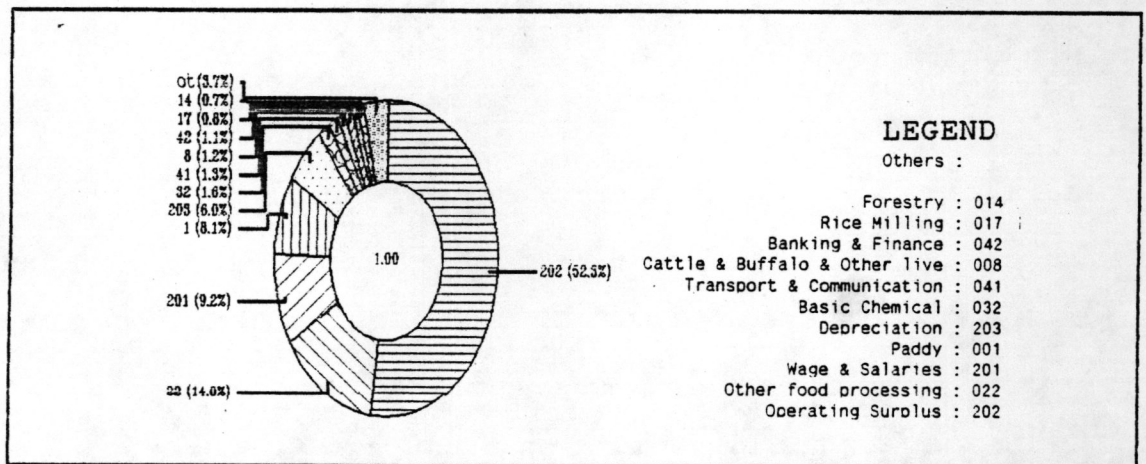 ot (3.7%)
14 (0.7%)
17 (0.8%)
42 (1.1%)
8 (1.2%)
41 (1.3%)
32 (1.6%)
203 (6.0%)
1 (8.1%)
201 (9.2%)
22 (14.0%)
1.00
202 (52.3%)
LEGEND
Others :
Forestry : 014
Rice Milling : 017
Banking & Finance : 042
Cattle & Buffalo & Other live : 008
Transport & Communication : 041
Basic Chemical : 032
Depreciation : 203
Paddy : 001
Wage & Salaries : 201
Other food processing : 022
Operating Surplus : 202